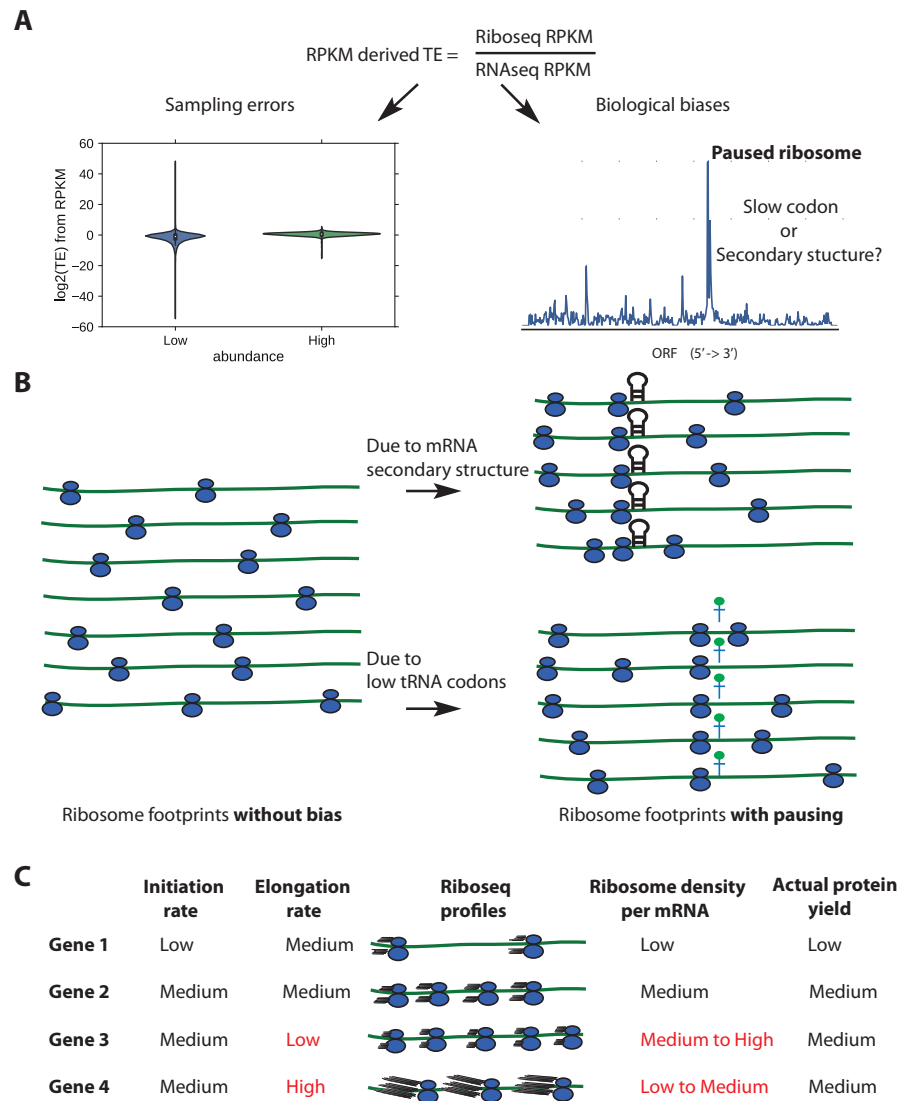 A
RPKM derived TE =
Riboseq RPKM
RNAseq RPKM
Sampling errors
Biological biases
log2(TE) from RPKM
60
40
20
0
−20
−40
−60
Low
High
abundance
Paused ribosome
Slow codon
or
Secondary stucture?
ORF (5’-> 3’)
B
Due to mRNA
secondary structure
Due to
low tRNA codons
Ribosome footprints without bias
Ribosome footprints with pausing
C
Initiation rate
Elongation rate
Riboseq profiles
Ribosome density per mRNA
Actual protein yield
Gene 1 Low Medium Low Low
Gene 2 Medium Medium Medium Medium
Gene 3 Medium Low Medium to High Medium
Gene 4 Medium High Low to Medium Medium